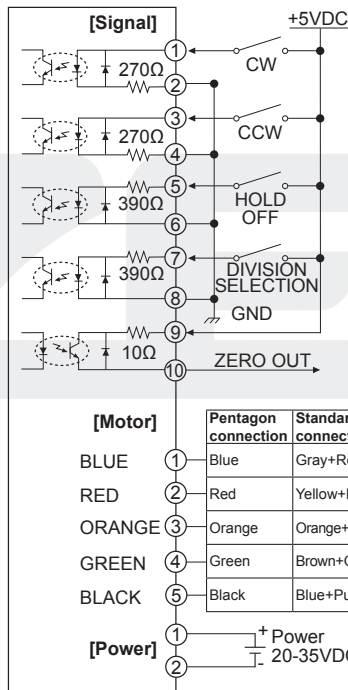 [Signal]
+5VDC
1
CW
270Ω
2
3
CCW
270Ω
4
5
HOLD
OFF
390Ω
6
7
DIVISION
SELECTION
390Ω
8
GND
9
10Ω
10
ZERO OUT
[Motor]
Pentagon
connection
BLUE 1 Blue
RED 2 Red
ORANGE 3 Orange
GREEN 4 Green
BLACK 5 Black
[Power]
1
+ Power
20-35VDC
2
-